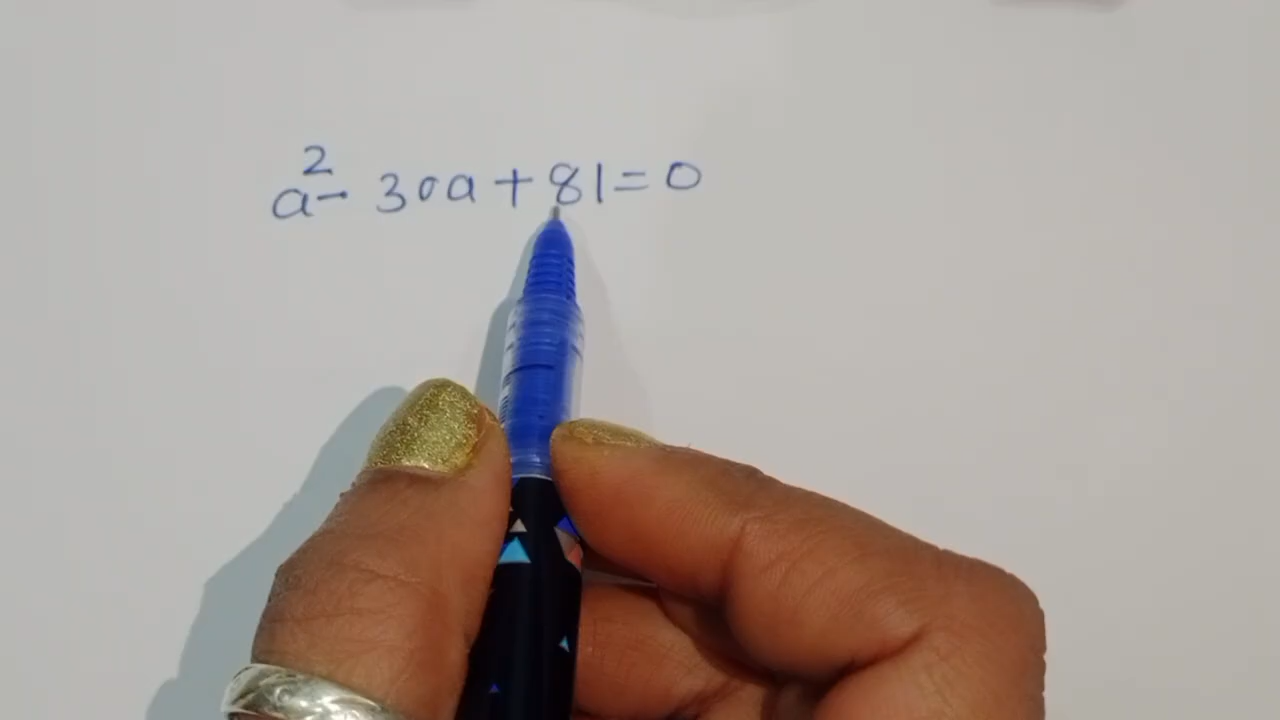 a² - 30a + 81 = 0